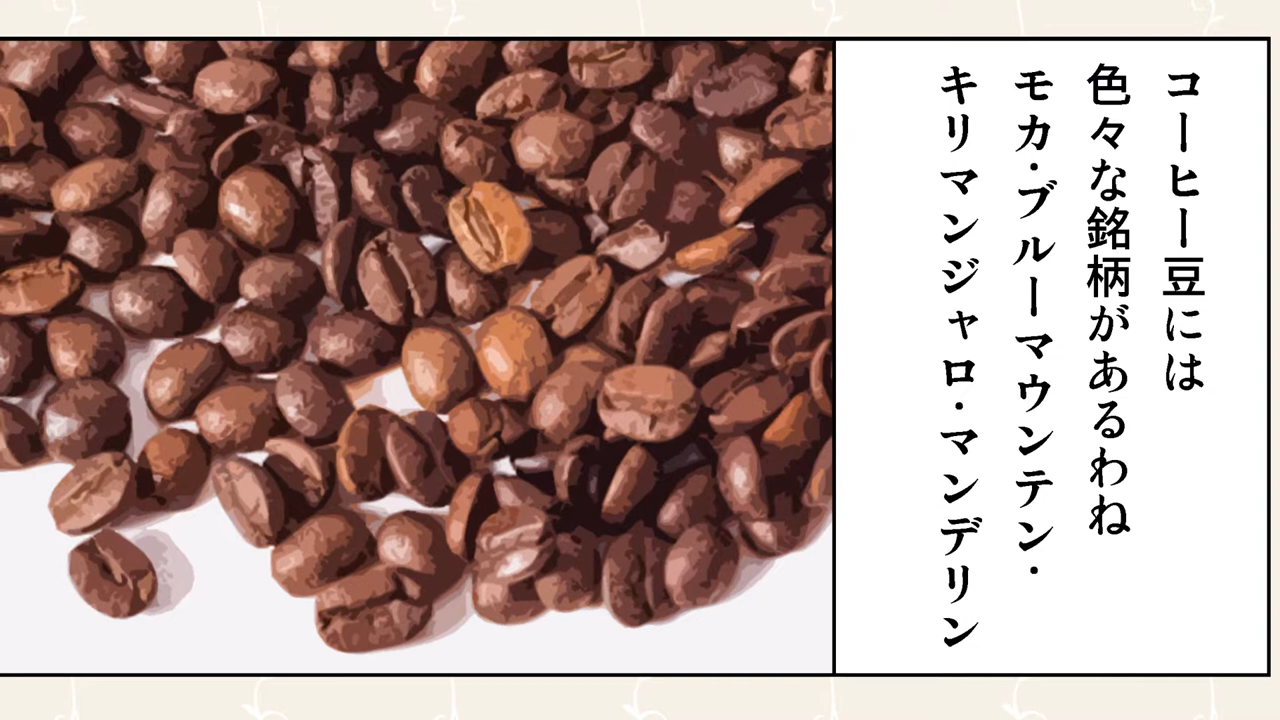 コーヒー豆には
色々な銘柄があるわね
モカ・ブルーマウンテン・
キリマンジャロ・マンデリン